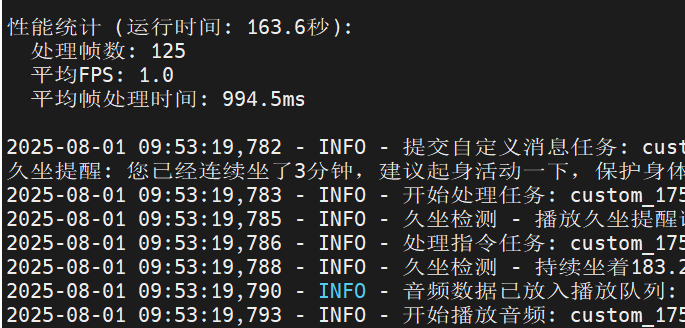 性能统计 (运行时间: 163.6秒):
处理帧数: 125
平均FPS: 1.0
平均帧处理时间: 994.5ms
2025-08-01 09:53:19,782 - INFO - 提交自定义消息任务: cust
久坐提醒: 您已经连续坐了3分钟，建议起身活动一下，保护身体
2025-08-01 09:53:19,783 - INFO - 开始处理任务: custom_175
2025-08-01 09:53:19,785 - INFO - 久坐检测 - 播放久坐提醒
2025-08-01 09:53:19,786 - INFO - 处理指令任务: custom_175
2025-08-01 09:53:19,788 - INFO - 久坐检测 - 持续坐着183.2
2025-08-01 09:53:19,790 - INFO - 音频数据已放入播放队列:
2025-08-01 09:53:19,793 - INFO - 开始播放音频: custom_175